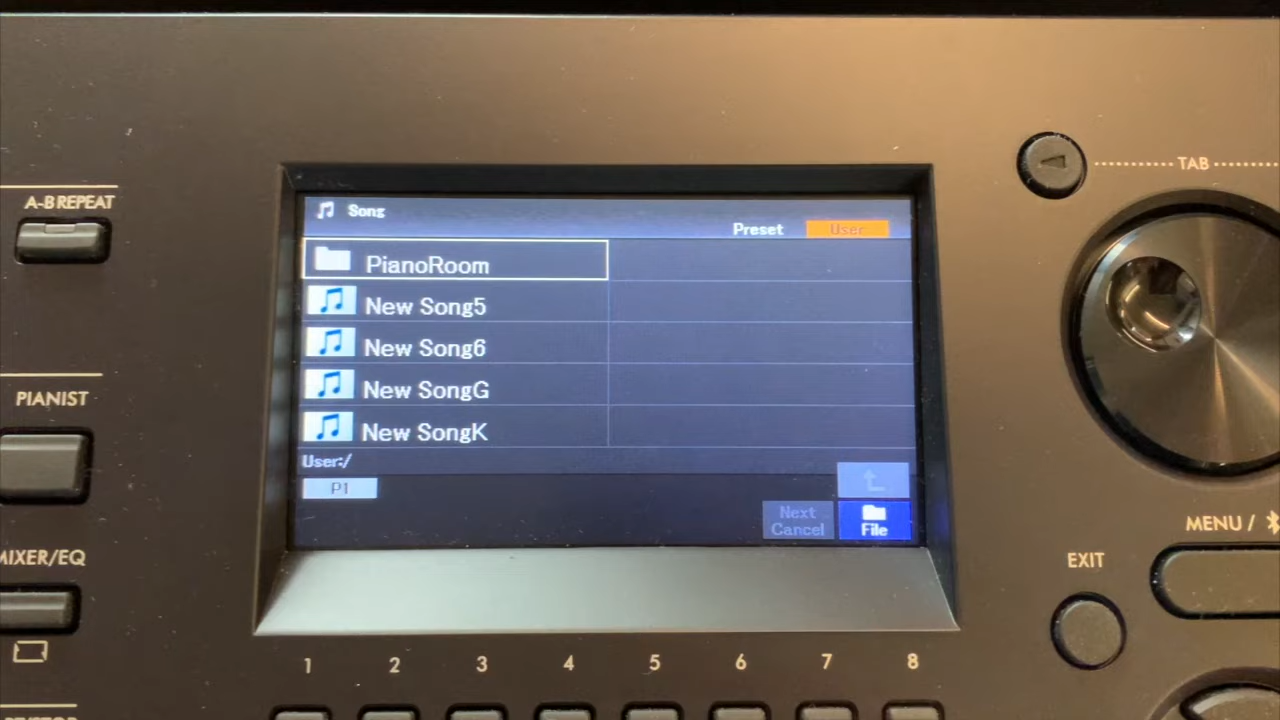 A-B REPEAT
PIANIST
MIXER/EQ
Song
Preset
User
PianoRoom
New Song5
New Song6
New SongG
New SongK
User:/
P1
Next
Cancel
File
1 2 3 4 5 6 7 8
TAB
MENU /
EXIT